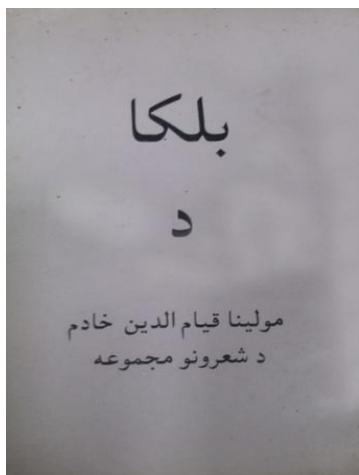 بلکا
د
مولینا قیام الدین خادم
د شعرونو مجموعه